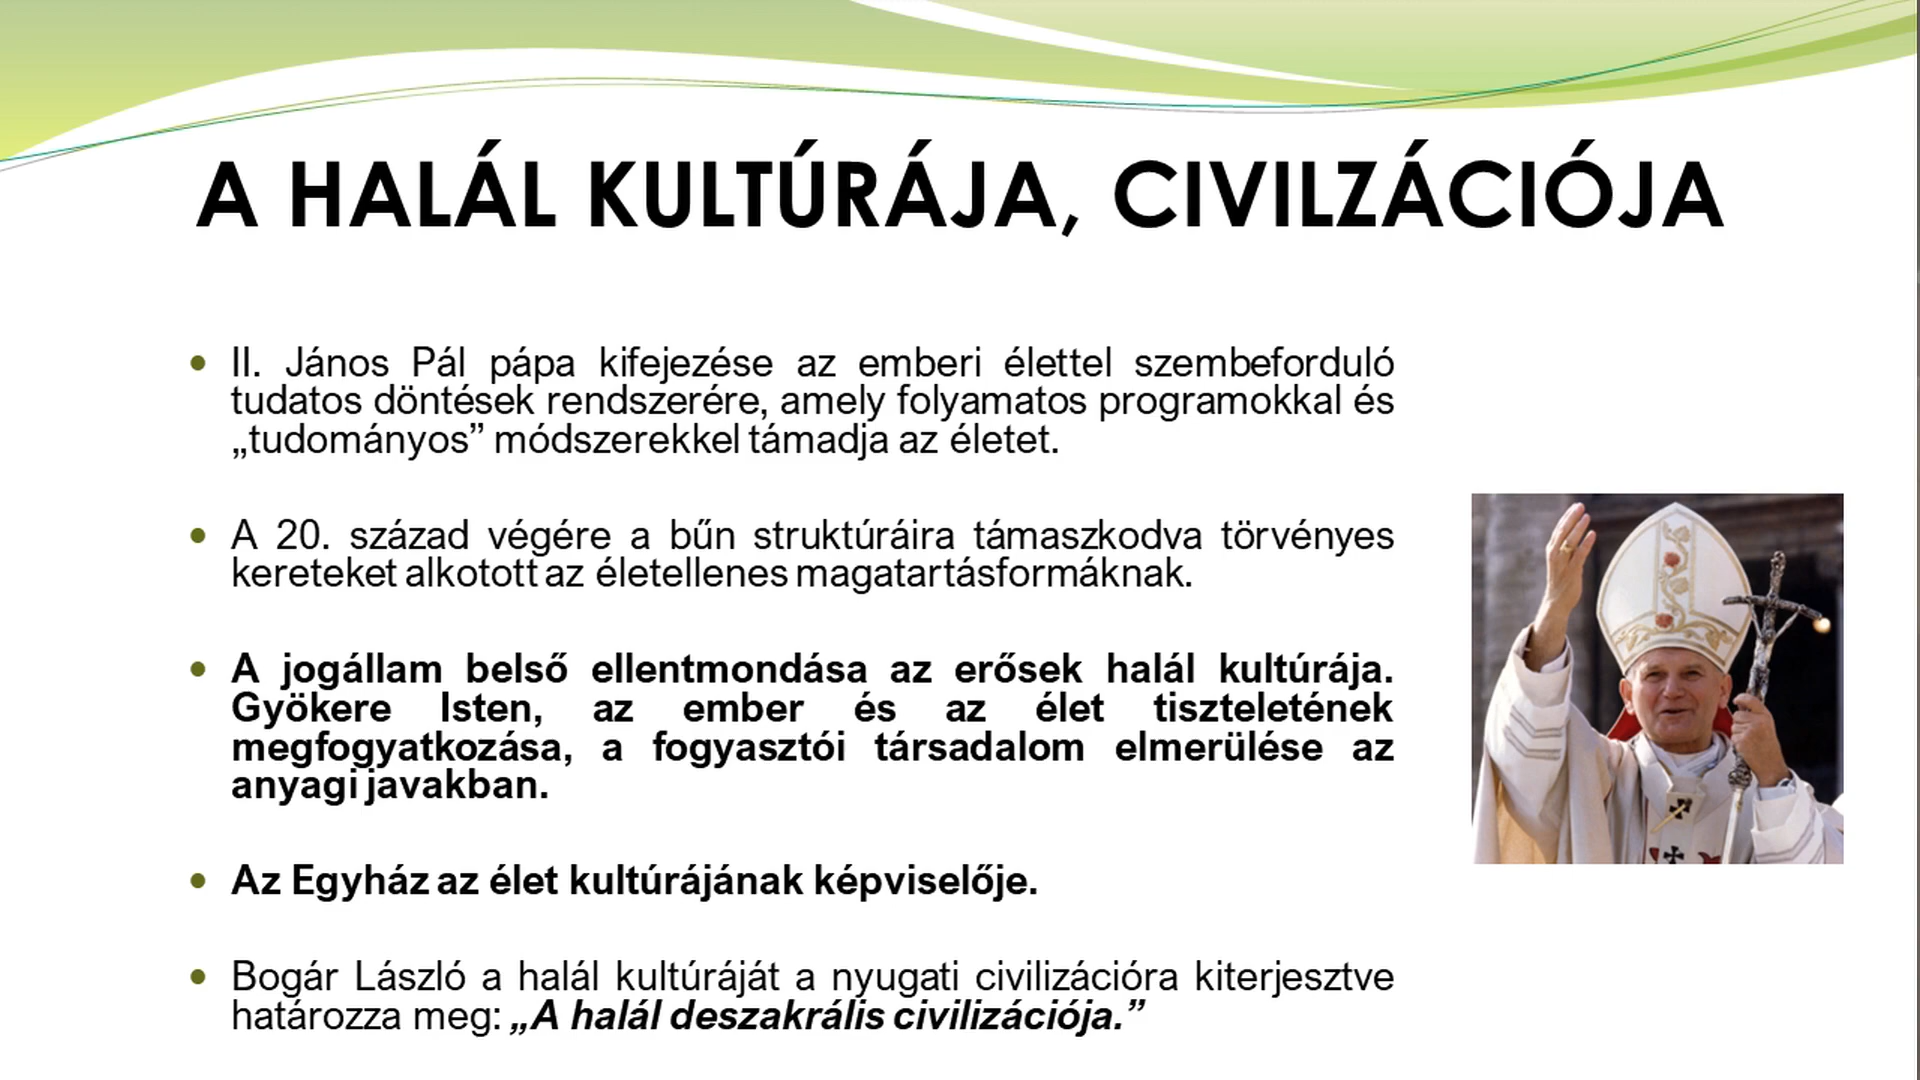 A HALÁL KULTÚRÁJA, CIVILZÁCIÓJA
II. János Pál pápa kifejezése az emberi élettel szembeforduló
tudatos döntések rendszerére, amely folyamatos programokkal és
„tudományos” módszerekkel támadja az életet.
A 20. század végére a bűn struktúráira támaszkodva törvényes
kereteket alkotott az életellenes magatartásformáknak.
A jogállam belső ellentmondása az erősek halál kultúrája.
Gyökere Isten, az ember és az élet tiszteletének
megfogyatkozása, a fogyasztói társadalom elmerülése az
anyagi javakban.
Az Egyház az élet kultúrájának képviselője.
Bogár László a halál kultúráját a nyugati civilizációra kiterjesztve
határozza meg: „A halál deszakrális civilizációja.”